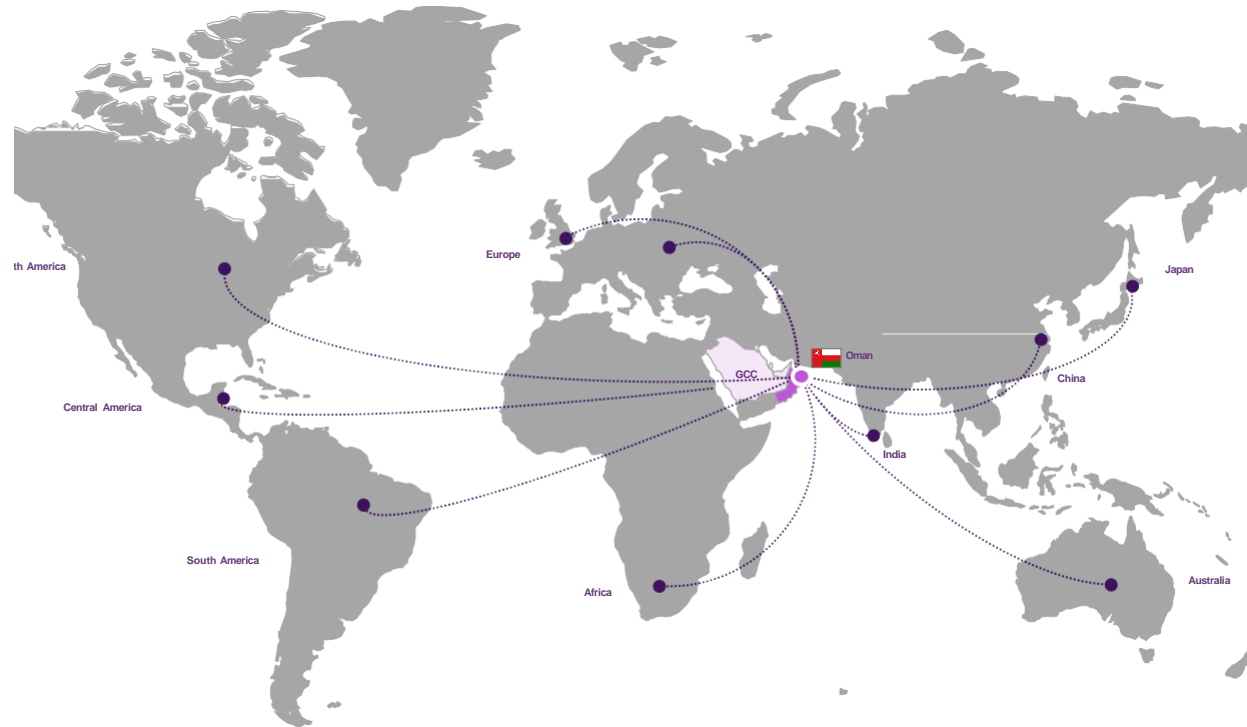 Europe
th America
Japan
Oman
GCC
China
Central America
India
South America
Australia
Africa